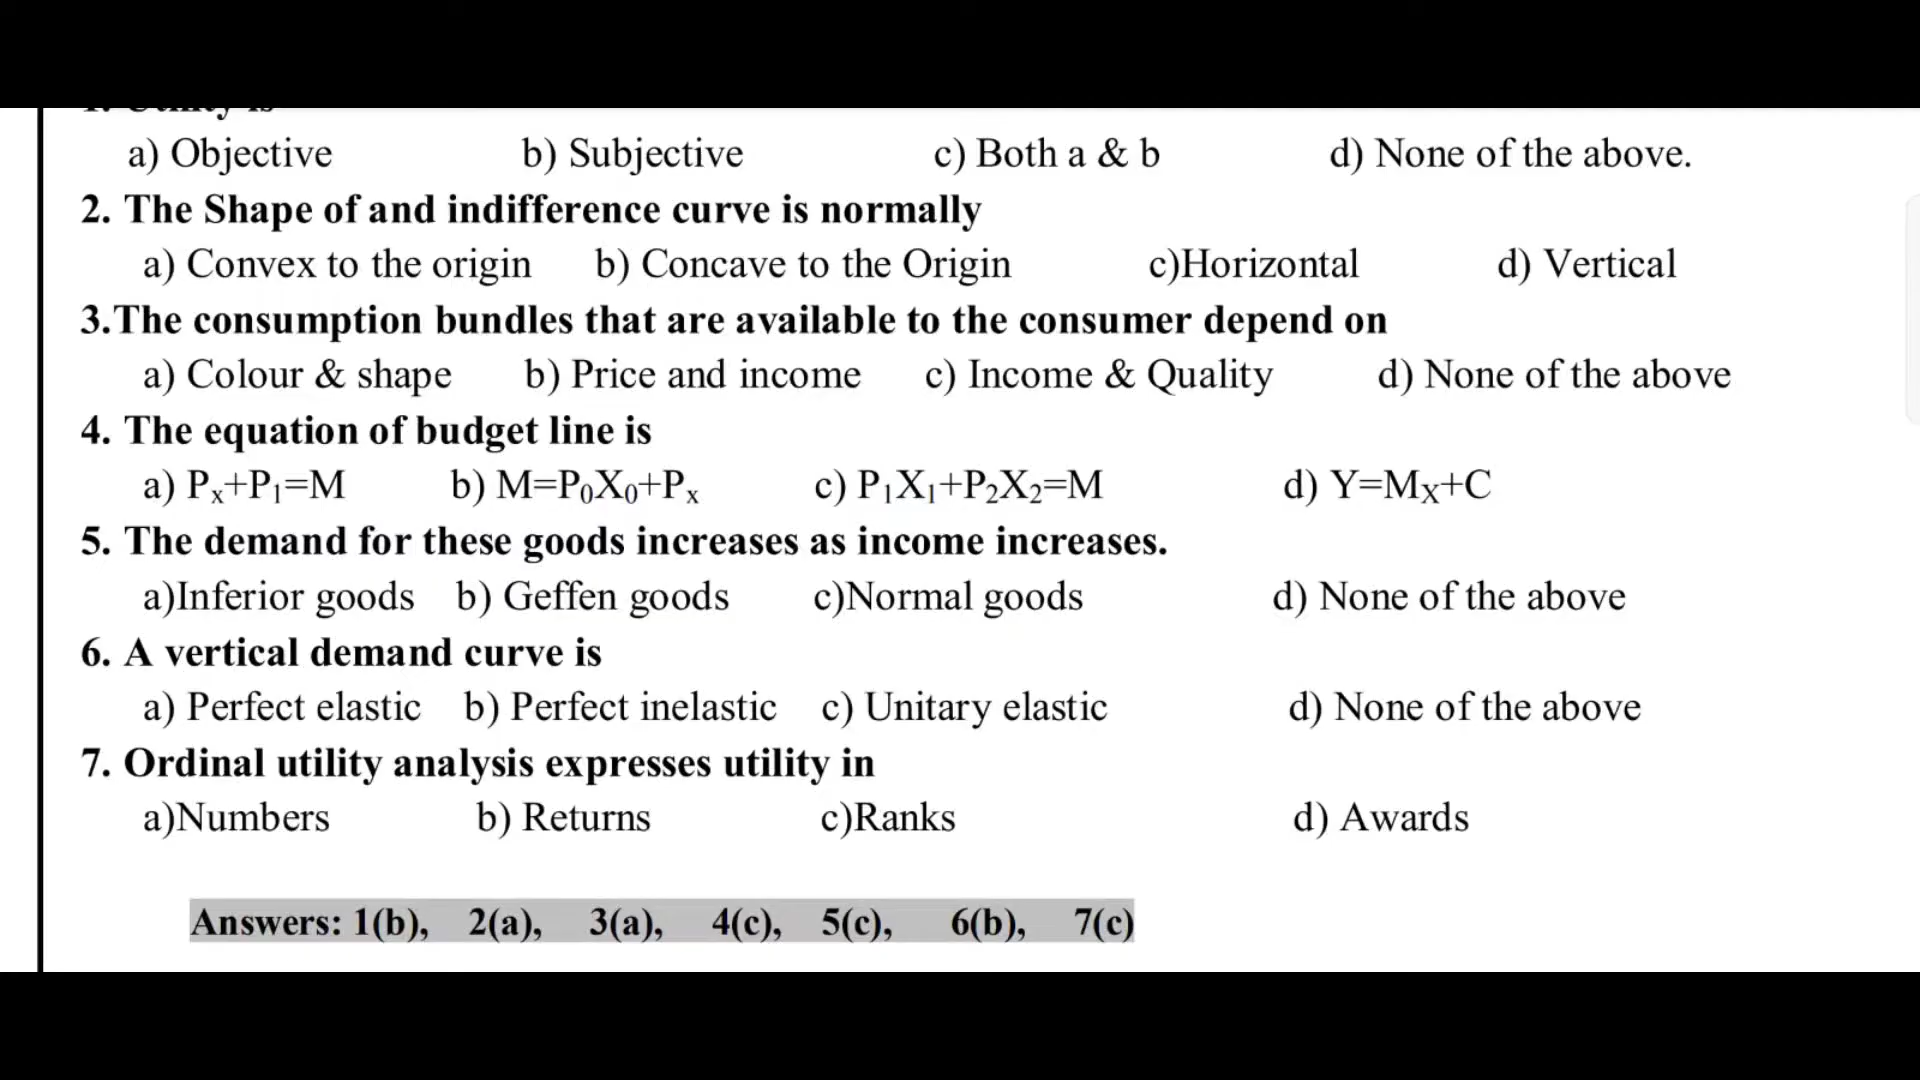 1. Utility is
a) Objective b) Subjective c) Both a & b d) None of the above.
2. The Shape of and indifference curve is normally
a) Convex to the origin b) Concave to the Origin c)Horizontal d) Vertical
3.The consumption bundles that are available to the consumer depend on
a) Colour & shape b) Price and income c) Income & Quality d) None of the above
4. The equation of budget line is
a) Pₓ+P₁=M b) M=P₀X₀+Pₓ c) P₁X₁+P₂X₂=M d) Y=Mx+C
5. The demand for these goods increases as income increases.
a)Inferior goods b) Geffen goods c)Normal goods d) None of the above
6. A vertical demand curve is
a) Perfect elastic b) Perfect inelastic c) Unitary elastic d) None of the above
7. Ordinal utility analysis expresses utility in
a)Numbers b) Returns c)Ranks d) Awards
Answers: 1(b), 2(a), 3(a), 4(c), 5(c), 6(b), 7(c)